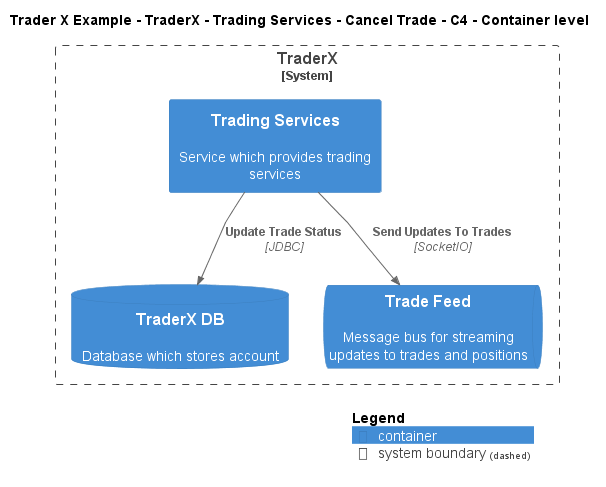 Trader X Example - TraderX - Trading Services - Cancel Trade - C4 - Container level
TraderX
[System]
Trading Services
Service which provides trading
services
Update Trade Status
[JDBC]
Send Updates To Trades
[SocketIO]
TraderX DB
Database which stores account
Trade Feed
Message bus for streaming
updates to trades and positions
Legend
container
system boundary (dashed)